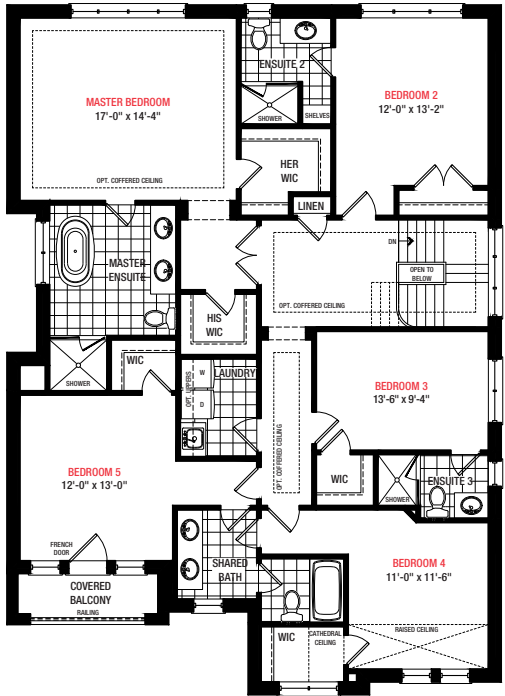 ENSUITE 2
MASTER BEDROOM
17'-0" x 14'-4"
BEDROOM 2
12'-0" x 13'-2"
SHOWER
SHELVES
HER
WIC
OPT. COFFERED CEILING
LINEN
DN
MASTER
ENSUITE
OPEN TO
BELOW
OPT. COFFERED CEILING
HIS
WIC
WIC
SHOWER
OPT. UPPERS
W
D
LAUNDRY
OPT. COFFERED CEILING
BEDROOM 3
13'-6" x 9'-4"
BEDROOM 5
12'-0" x 13'-0"
WIC
SHOWER
ENSUITE 3
FRENCH
DOOR
SHARED
BATH
BEDROOM 4
11'-0" x 11'-6"
COVERED
BALCONY
RAILING
WIC
CATHEDRAL
CEILING
RAISED CEILING